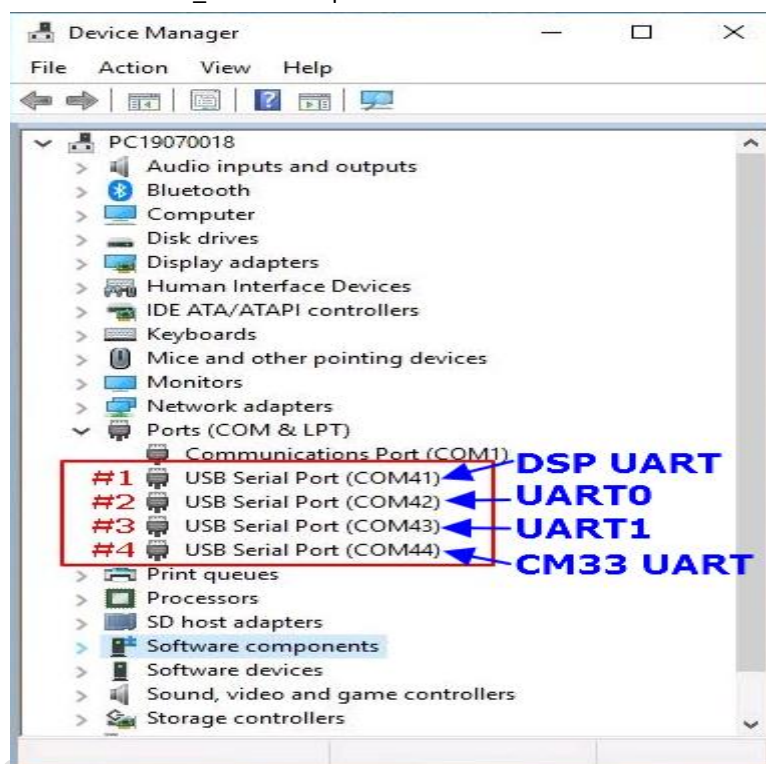 Device Manager
File Action View Help
PC19070018
Audio inputs and outputs
Bluetooth
Computer
Disk drives
Display adapters
Human Interface Devices
IDE ATA/ATAPI controllers
Keyboards
Mice and other pointing devices
Monitors
Network adapters
Ports (COM & LPT)
Communications Port (COM1)
#1 USB Serial Port (COM41) DSP UART
#2 USB Serial Port (COM42) UART0
#3 USB Serial Port (COM43) UART1
#4 USB Serial Port (COM44) CM33 UART
Print queues
Processors
SD host adapters
Software components
Software devices
Sound, video and game controllers
Storage controllers